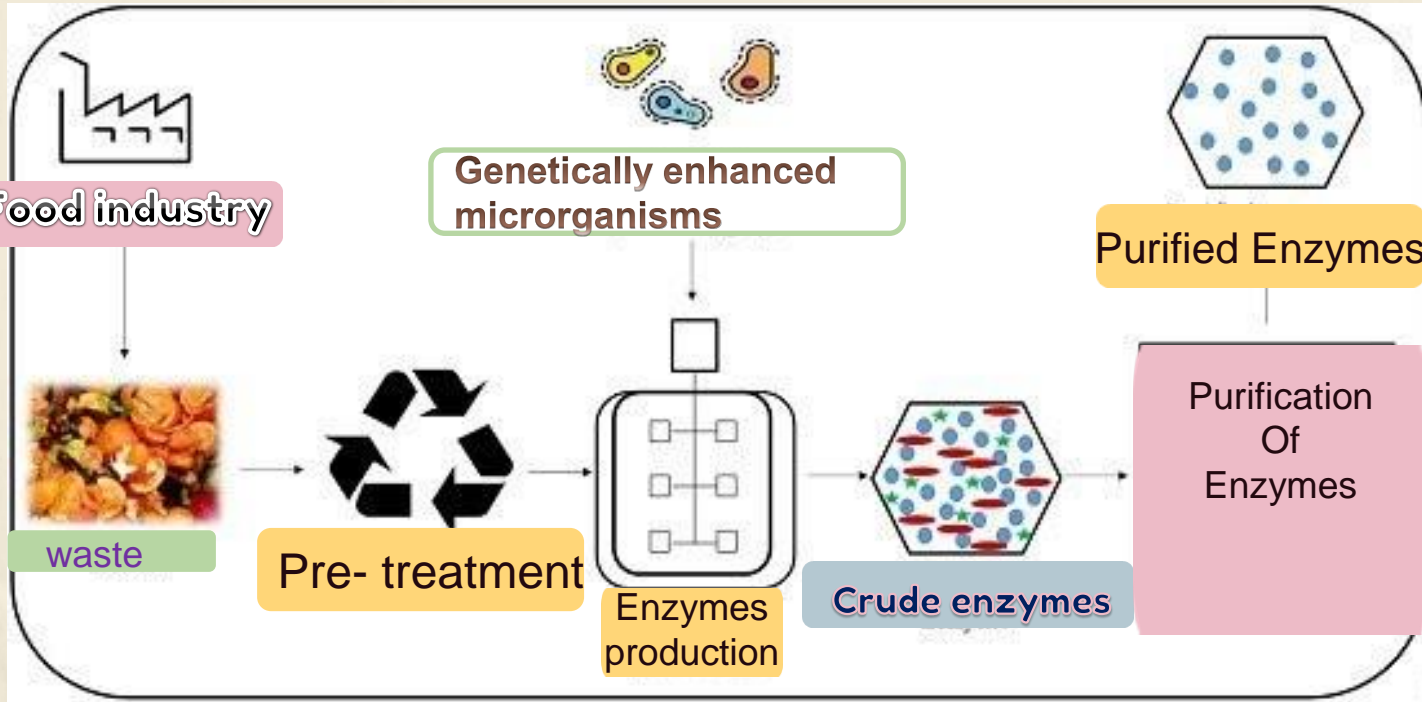 Food industry
Genetically enhanced
microrganisms
Purified Enzymes
waste
Pre- treatment
Enzymes
production
Crude enzymes
Purification
Of
Enzymes